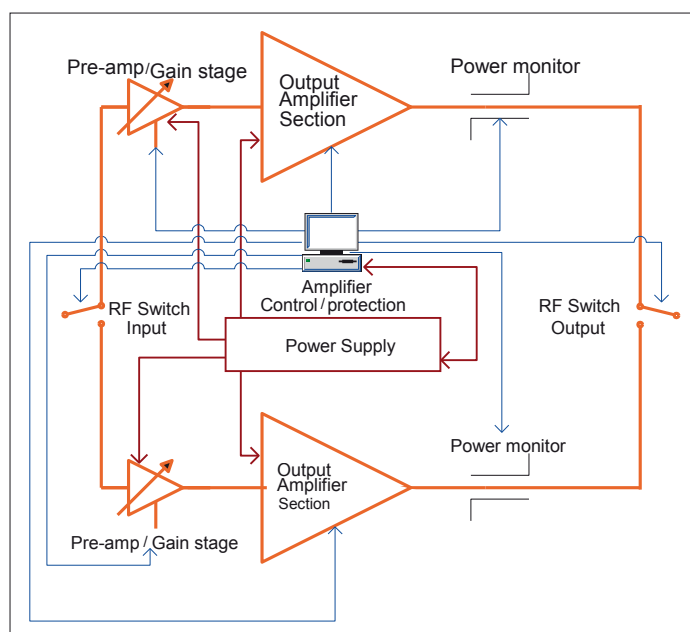 Pre-amp/Gain stage
Output
Amplifier
Section
Power monitor
RF Switch
Input
Amplifier
Control/protection
RF Switch
Output
Power Supply
Output
Amplifier
Section
Power monitor
Pre-amp/Gain stage